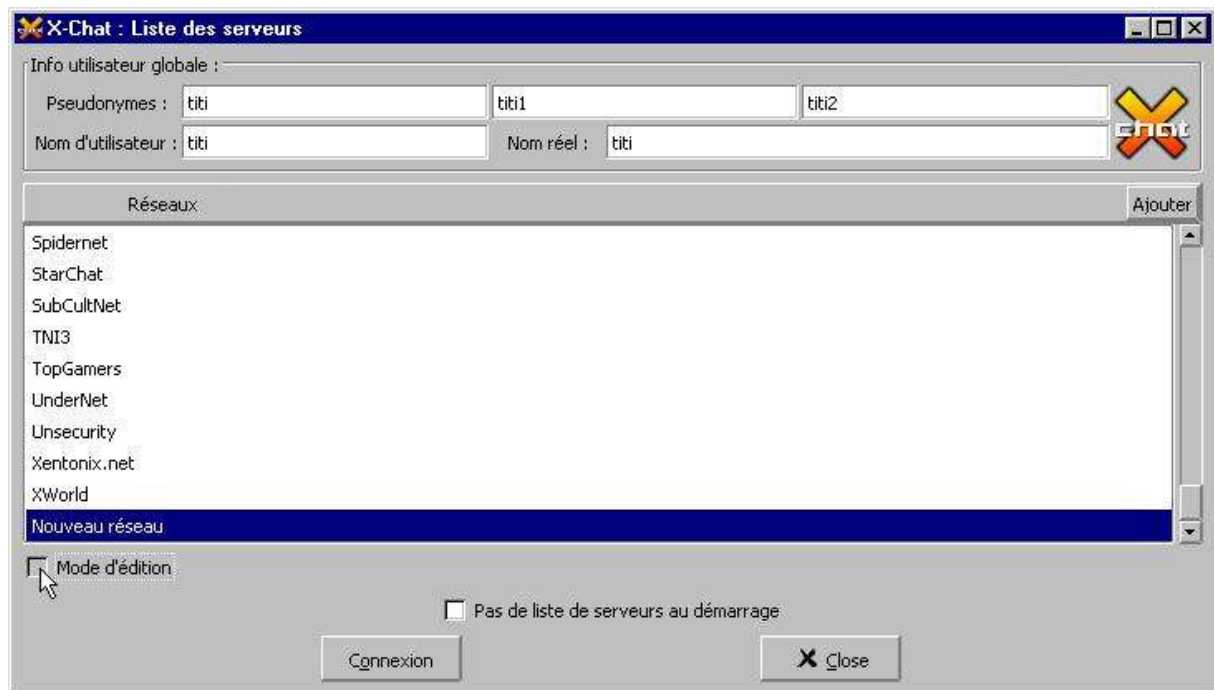 X-Chat : Liste des serveurs
Info utilisateur globale :
Pseudonymes : titi titi1 titi2
Nom d'utilisateur : titi Nom réel : titi
chat
Réseaux Ajouter
Spidernet
StarChat
SubCultNet
TNI3
TopGamers
UnderNet
Unsecurity
Xentonix.net
XWorld
Nouveau réseau
Mode d'édition
Pas de liste de serveurs au démarrage
Connexion Close